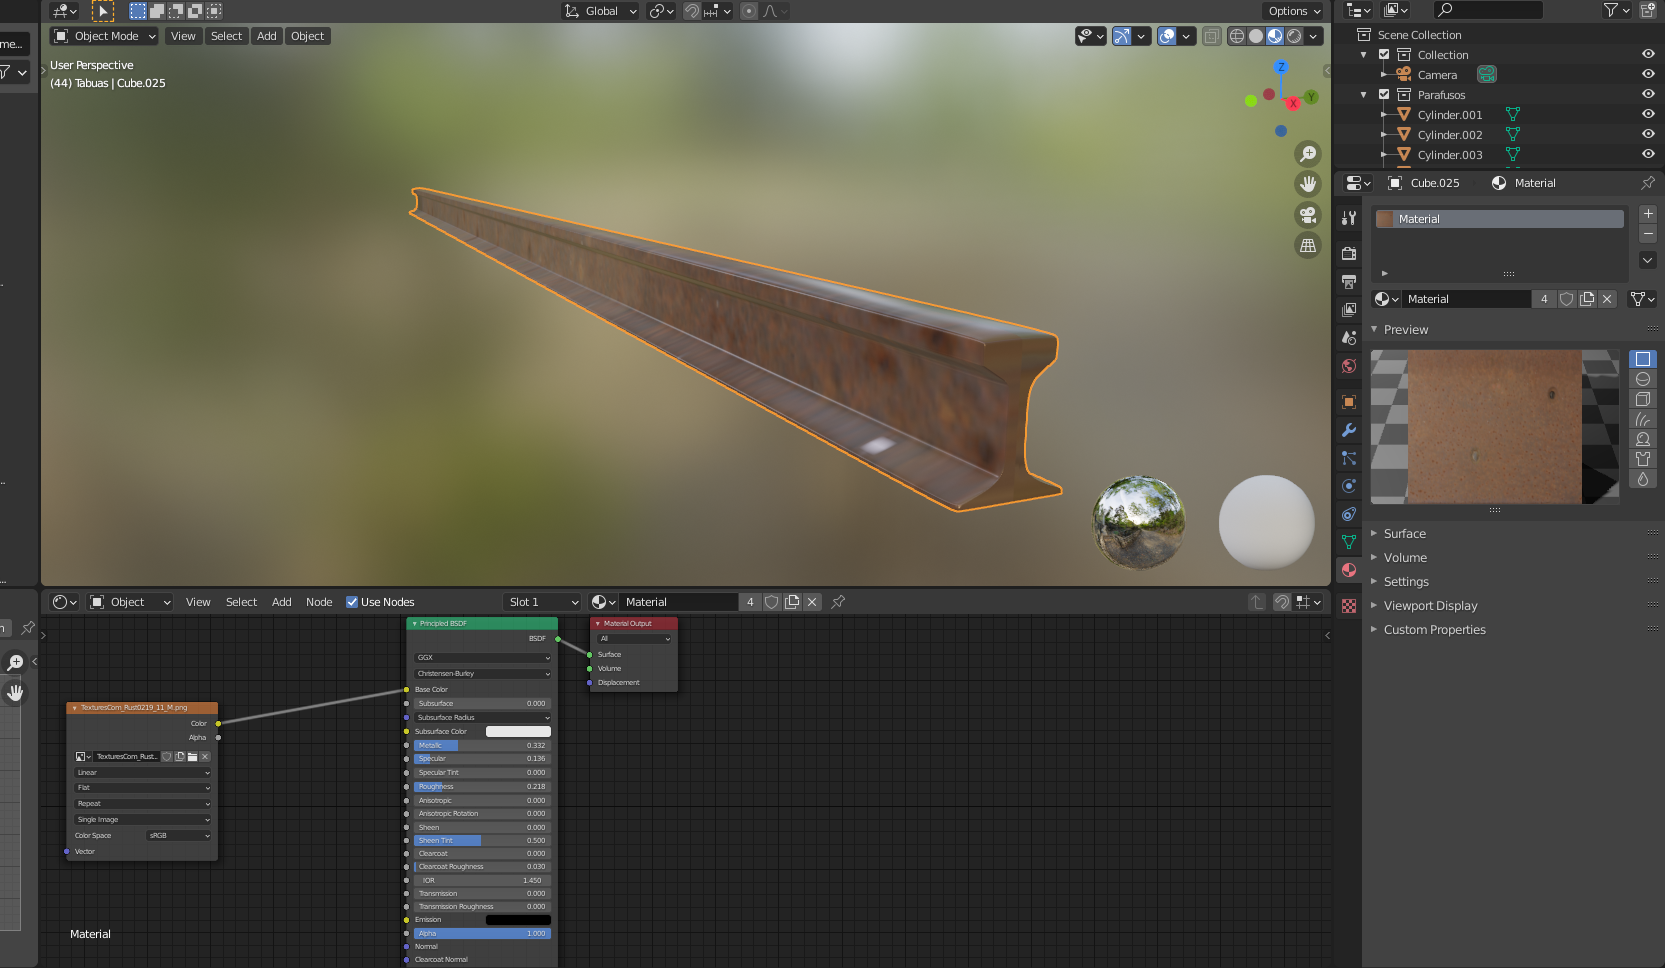 Global
Options
me...
Object Mode
View
Select
Add
Object
User Perspective
(44) Tabuas | Cube.025
Z
Y
X
Scene Collection
Collection
Camera
Parafusos
Cylinder.001
Cylinder.002
Cylinder.003
Cube.025
Material
Material
Material
4
Preview
Surface
Volume
Settings
Viewport Display
Custom Properties
Object
View
Select
Add
Node
Use Nodes
Slot 1
Material
4
TexturesCom_Rust0219_11_M.png
Color
Alpha
TexturesCom_Rust...
Linear
Flat
Repeat
Single Image
Color Space
sRGB
Vector
Principled BSDF
BSDF
GGX
Christensen-Burley
Base Color
Subsurface 0.000
Subsurface Radius
Subsurface Color
Metallic 0.332
Specular 0.136
Specular Tint 0.000
Roughness 0.218
Anisotropic 0.000
Anisotropic Rotation 0.000
Sheen 0.000
Sheen Tint 0.500
Clearcoat 0.000
Clearcoat Roughness 0.030
IOR 1.450
Transmission 0.000
Transmission Roughness 0.000
Emission
Alpha 1.000
Normal
Clearcoat Normal
Material Output
All
Surface
Volume
Displacement
Material